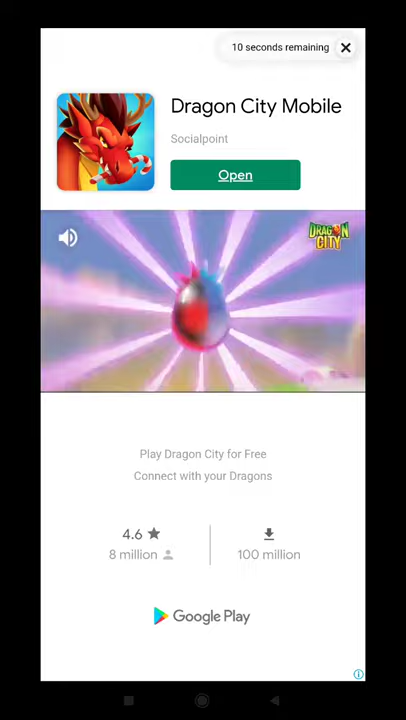 10 seconds remaining
Dragon City Mobile
Socialpoint
Open
DRAGON
CITY
Play Dragon City for Free
Connect with your Dragons
4.6
8 million
100 million
Google Play